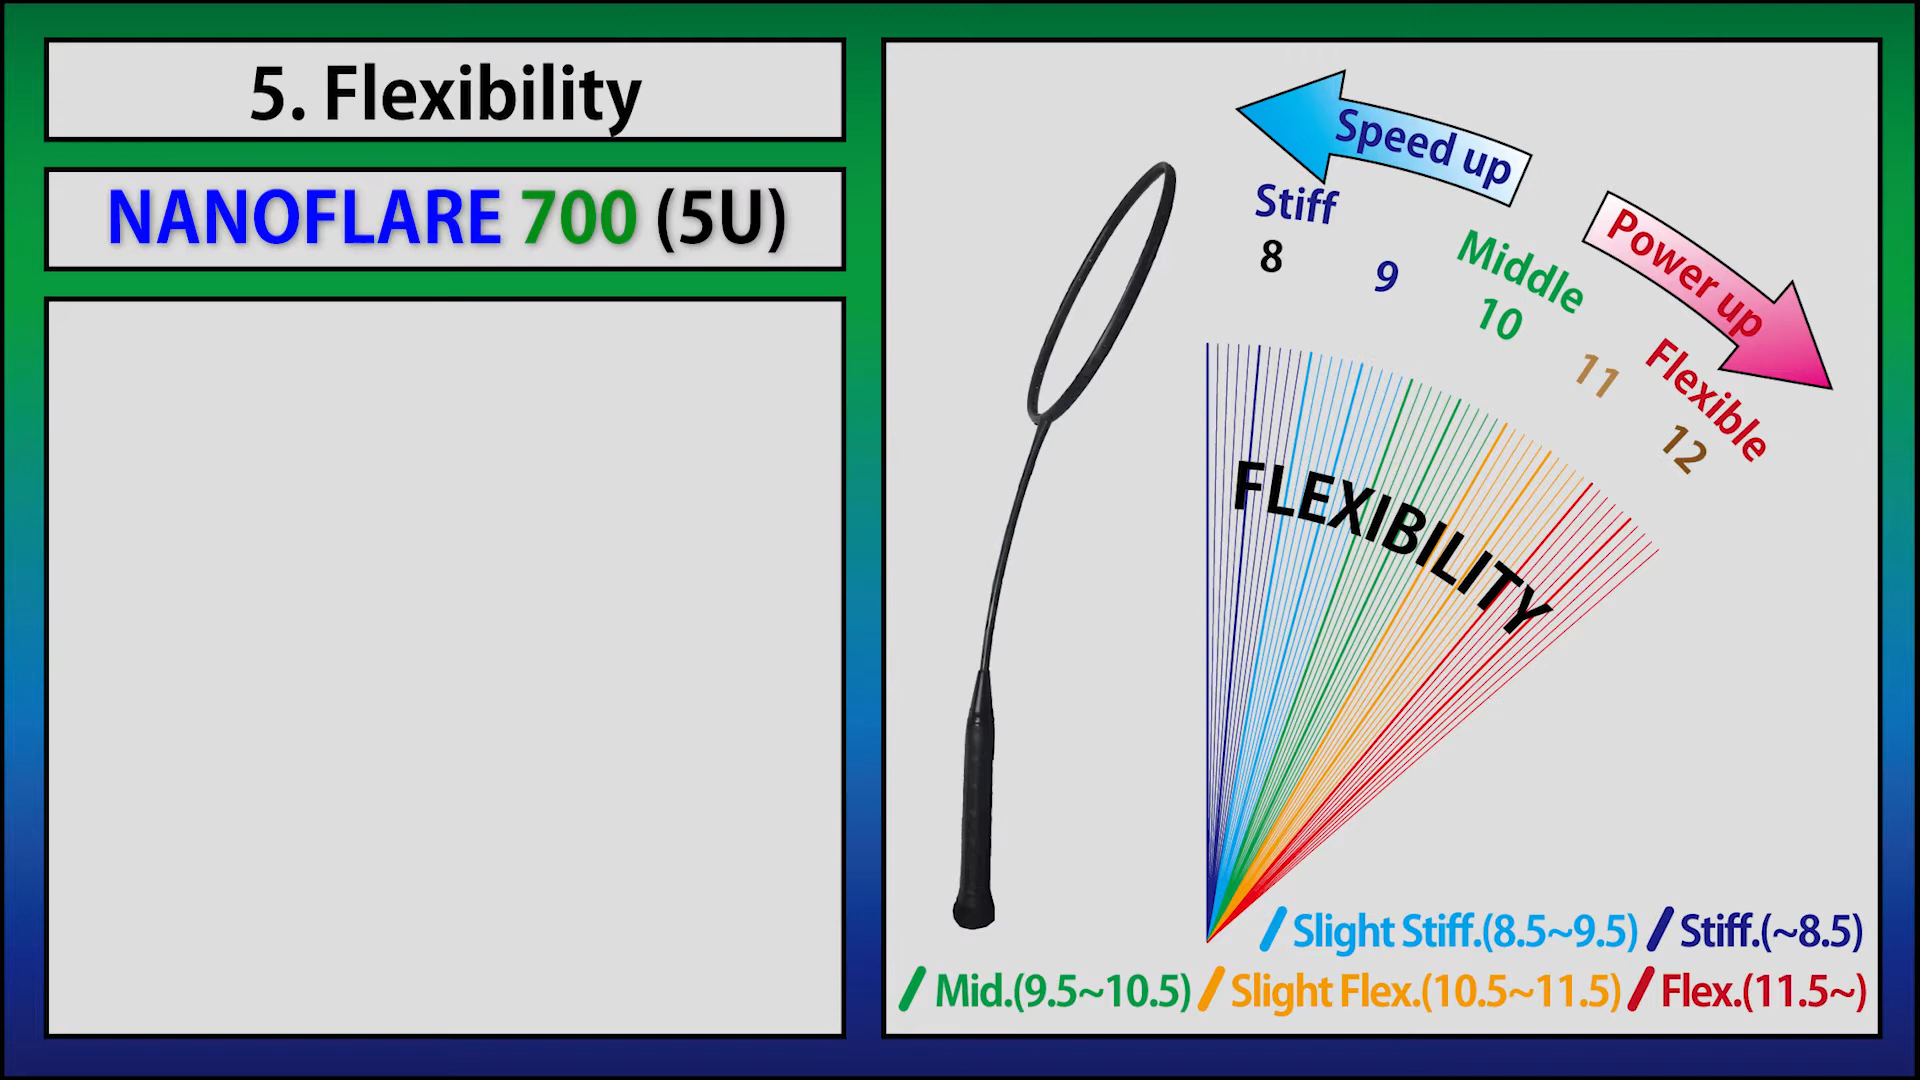 5. Flexibility
NANOFLARE 700 (5U)
Speed up
Power up
Stiff
8
9
Middle
10
11
Flexible
12
FLEXIBILITY
Slight Stiff.(8.5~9.5) Stiff.(~8.5)
Mid.(9.5~10.5) Slight Flex.(10.5~11.5) Flex.(11.5~)